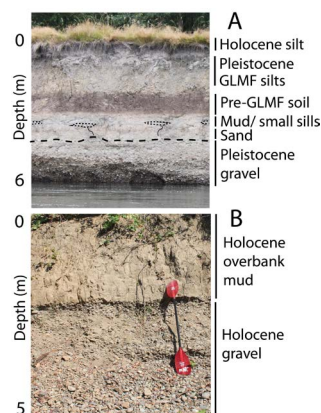 A
0
Depth (m)
6
Holocene silt
Pleistocene
GLMF silts
Pre-GLMF soil
Mud/ small sills
Sand
Pleistocene
gravel
B
0
Depth (m)
5
Holocene
overbank
mud
Holocene
gravel